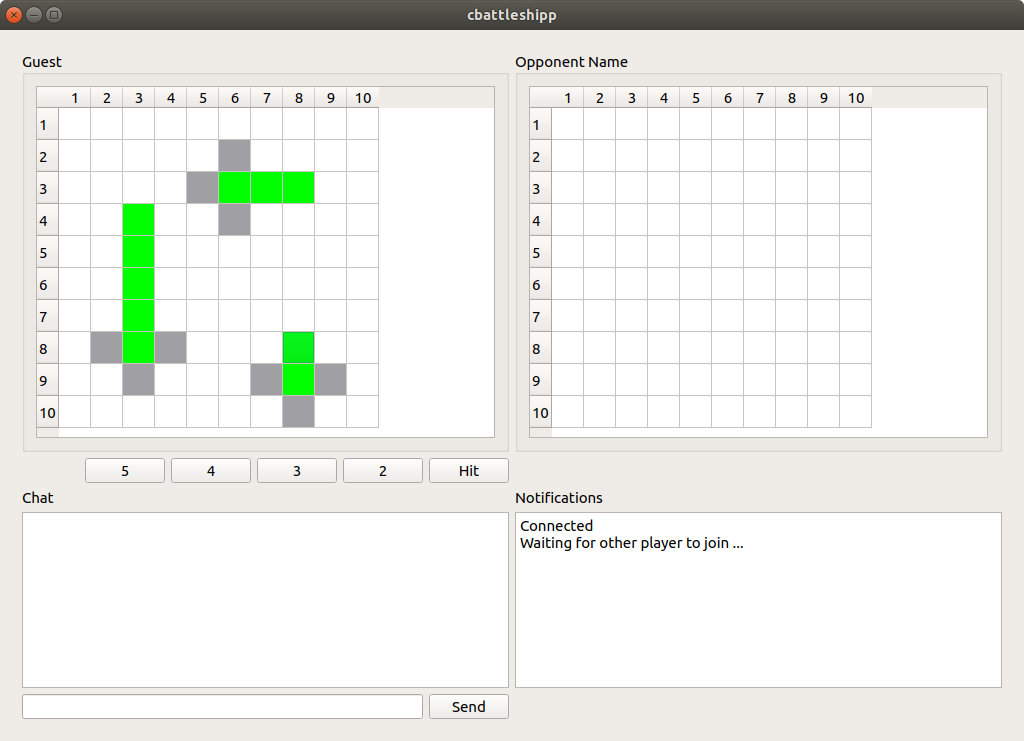 cbattleshipp
Guest
Opponent Name
1 2 3 4 5 6 7 8 9 10
1
2
3
4
5
6
7
8
9
10
1 2 3 4 5 6 7 8 9 10
1
2
3
4
5
6
7
8
9
10
5 4 3 2 Hit
Chat
Notifications
Connected
Waiting for other player to join ...
Send